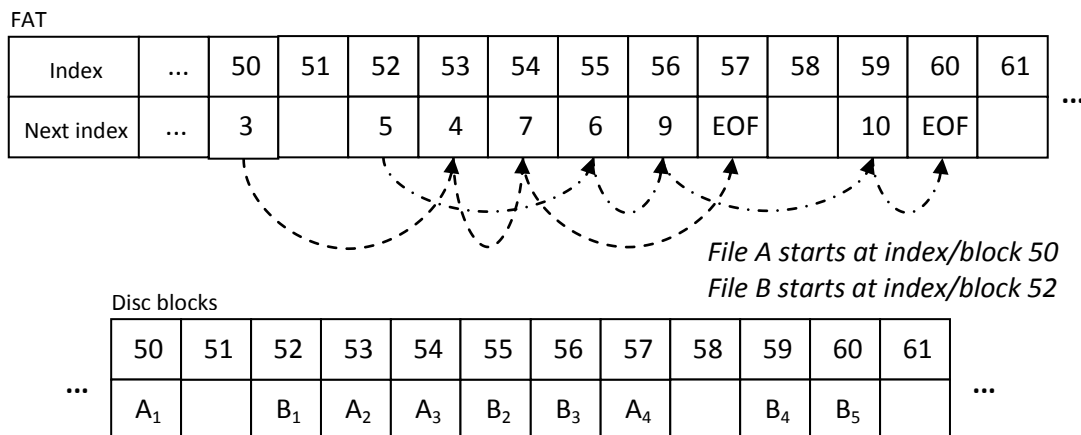 FAT
Index ... 50 51 52 53 54 55 56 57 58 59 60 61
Next index ... 3 5 4 7 6 9 EOF 10 EOF
...
File A starts at index/block 50
File B starts at index/block 52
Disc blocks
50 51 52 53 54 55 56 57 58 59 60 61
... A₁ B₁ A₂ A₃ B₂ B₃ A₄ B₄ B₅ ...